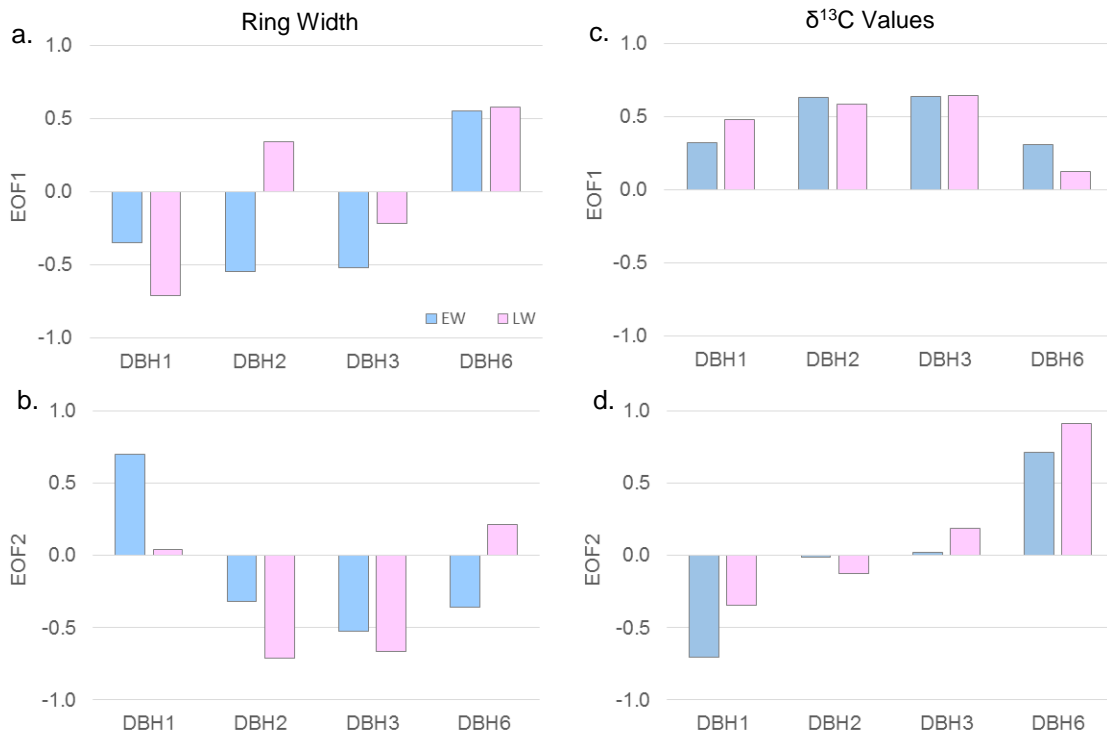 Ring Width
a.
1.0
0.5
0.0
-0.5
-1.0
EOF1
EW LW
DBH1 DBH2 DBH3 DBH6
b.
1.0
0.5
0.0
-0.5
-1.0
EOF2
DBH1 DBH2 DBH3 DBH6
δ¹³C Values
c.
1.0
0.5
0.0
-0.5
-1.0
EOF1
DBH1 DBH2 DBH3 DBH6
d.
1.0
0.5
0.0
-0.5
-1.0
EOF2
DBH1 DBH2 DBH3 DBH6